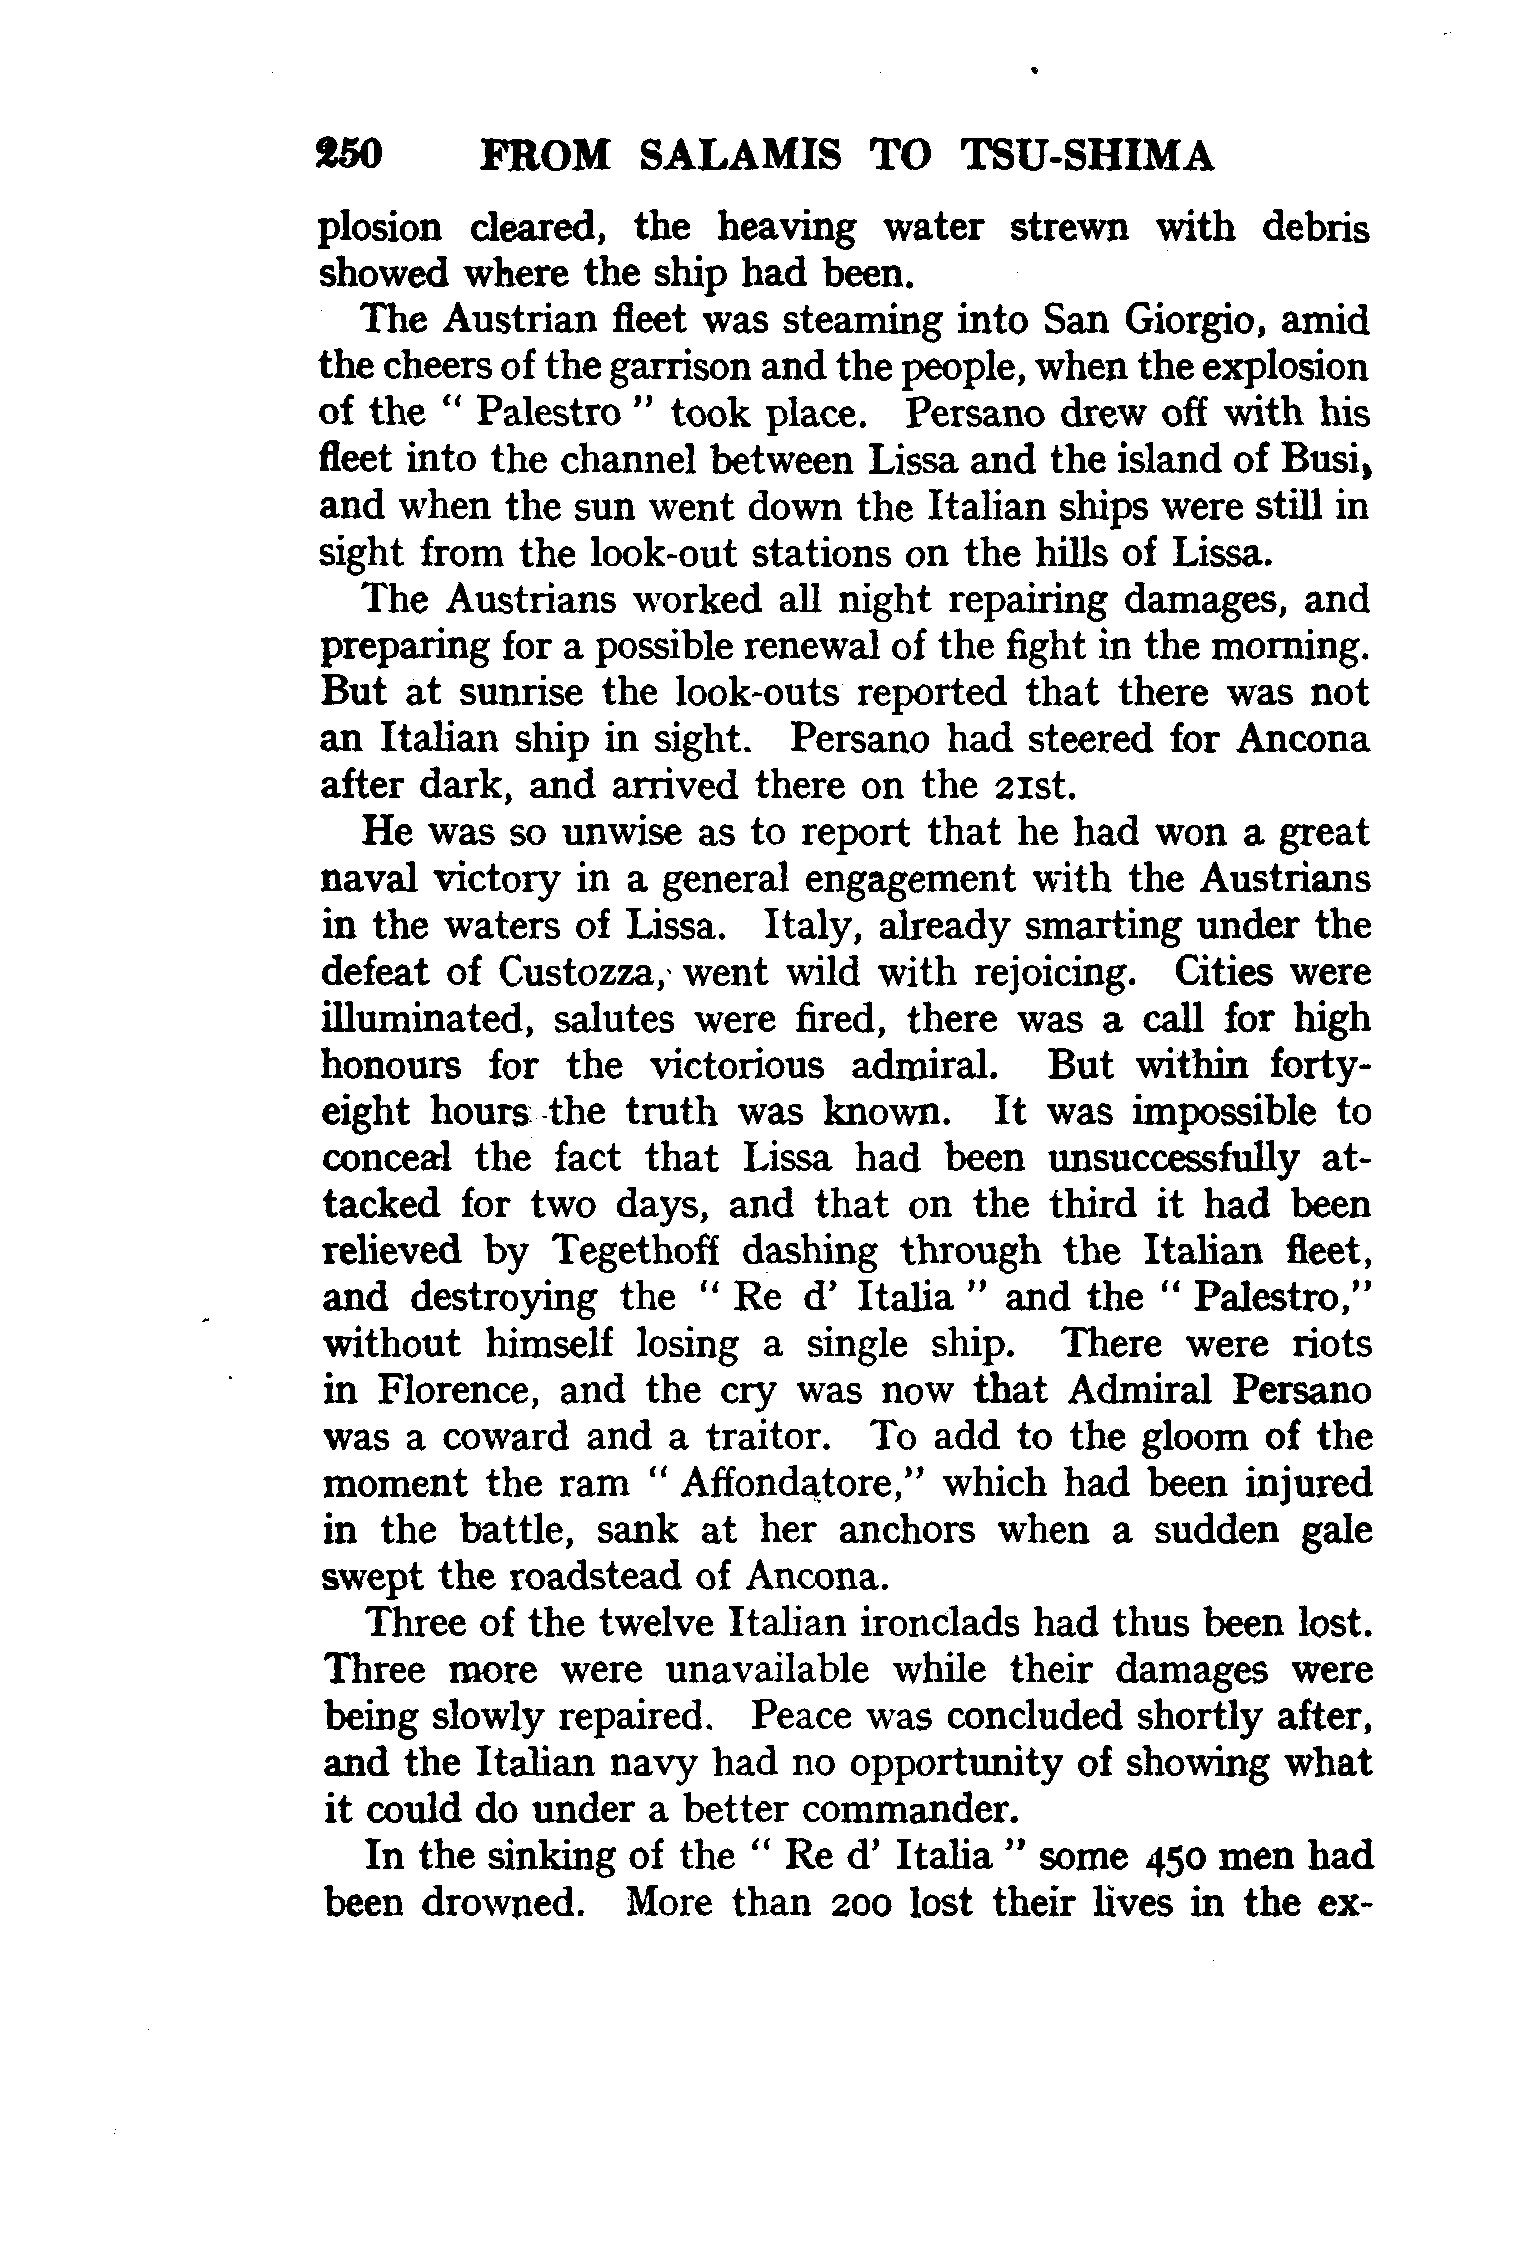 250 FROM SALAMIS TO TSU-SHIMA
plosion cleared, the heaving water strewn with debris
showed where the ship had been.
The Austrian fleet was steaming into San Giorgio, amid
the cheers of the garrison and the people, when the explosion
of the " Palestro " took place. Persano drew off with his
fleet into the channel between Lissa and the island of Busi,
and when the sun went down the Italian ships were still in
sight from the look-out stations on the hills of Lissa.
The Austrians worked all night repairing damages, and
preparing for a possible renewal of the fight in the morning.
But at sunrise the look-outs reported that there was not
an Italian ship in sight. Persano had steered for Ancona
after dark, and arrived there on the 21st.
He was so unwise as to report that he had won a great
naval victory in a general engagement with the Austrians
in the waters of Lissa. Italy, already smarting under the
defeat of Custozza, went wild with rejoicing. Cities were
illuminated, salutes were fired, there was a call for high
honours for the victorious admiral. But within forty-
eight hours the truth was known. It was impossible to
conceal the fact that Lissa had been unsuccessfully at-
tacked for two days, and that on the third it had been
relieved by Tegethoff dashing through the Italian fleet,
and destroying the " Re d' Italia " and the " Palestro,"
without himself losing a single ship. There were riots
in Florence, and the cry was now that Admiral Persano
was a coward and a traitor. To add to the gloom of the
moment the ram " Affondatore," which had been injured
in the battle, sank at her anchors when a sudden gale
swept the roadstead of Ancona.
Three of the twelve Italian ironclads had thus been lost.
Three more were unavailable while their damages were
being slowly repaired. Peace was concluded shortly after,
and the Italian navy had no opportunity of showing what
it could do under a better commander.
In the sinking of the " Re d' Italia " some 450 men had
been drowned. More than 200 lost their lives in the ex-